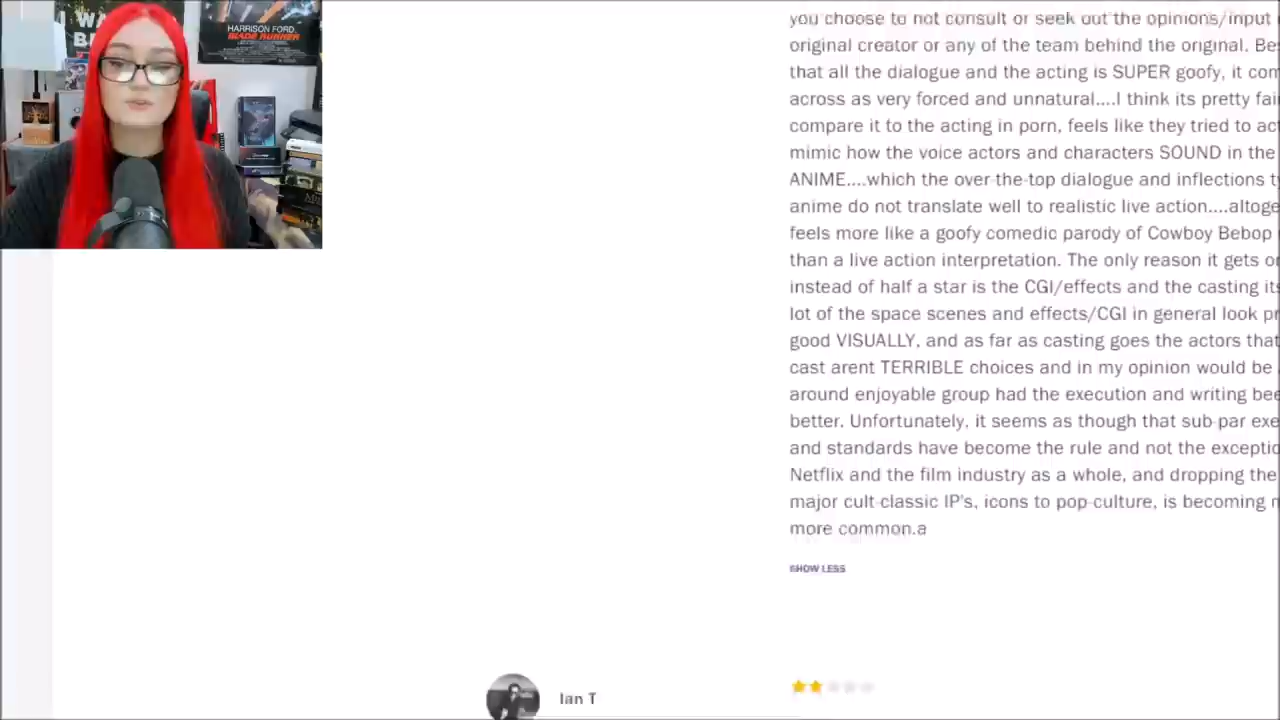 HARRISON FORD
BLADE RUNNER
you choose to not consult or seek out the opinions/input
original creator or any of the team behind the original. Be
that all the dialogue and the acting is SUPER goofy, it com
across as very forced and unnatural....I think its pretty fai
compare it to the acting in porn, feels like they tried to ac
mimic how the voice actors and characters SOUND in the
ANIME....which the over-the-top dialogue and inflections t
anime do not translate well to realistic live action....altoge
feels more like a goofy comedic parody of Cowboy Bebop
than a live action interpretation. The only reason it gets o
instead of half a star is the CGI/effects and the casting its
lot of the space scenes and effects/CGI in general look pr
good VISUALLY, and as far as casting goes the actors that
cast arent TERRIBLE choices and in my opinion would be
around enjoyable group had the execution and writing bee
better. Unfortunately, it seems as though that sub-par exe
and standards have become the rule and not the exceptio
Netflix and the film industry as a whole, and dropping the
major cult-classic IP's, icons to pop-culture, is becoming
more common.a
SHOW LESS
Ian T